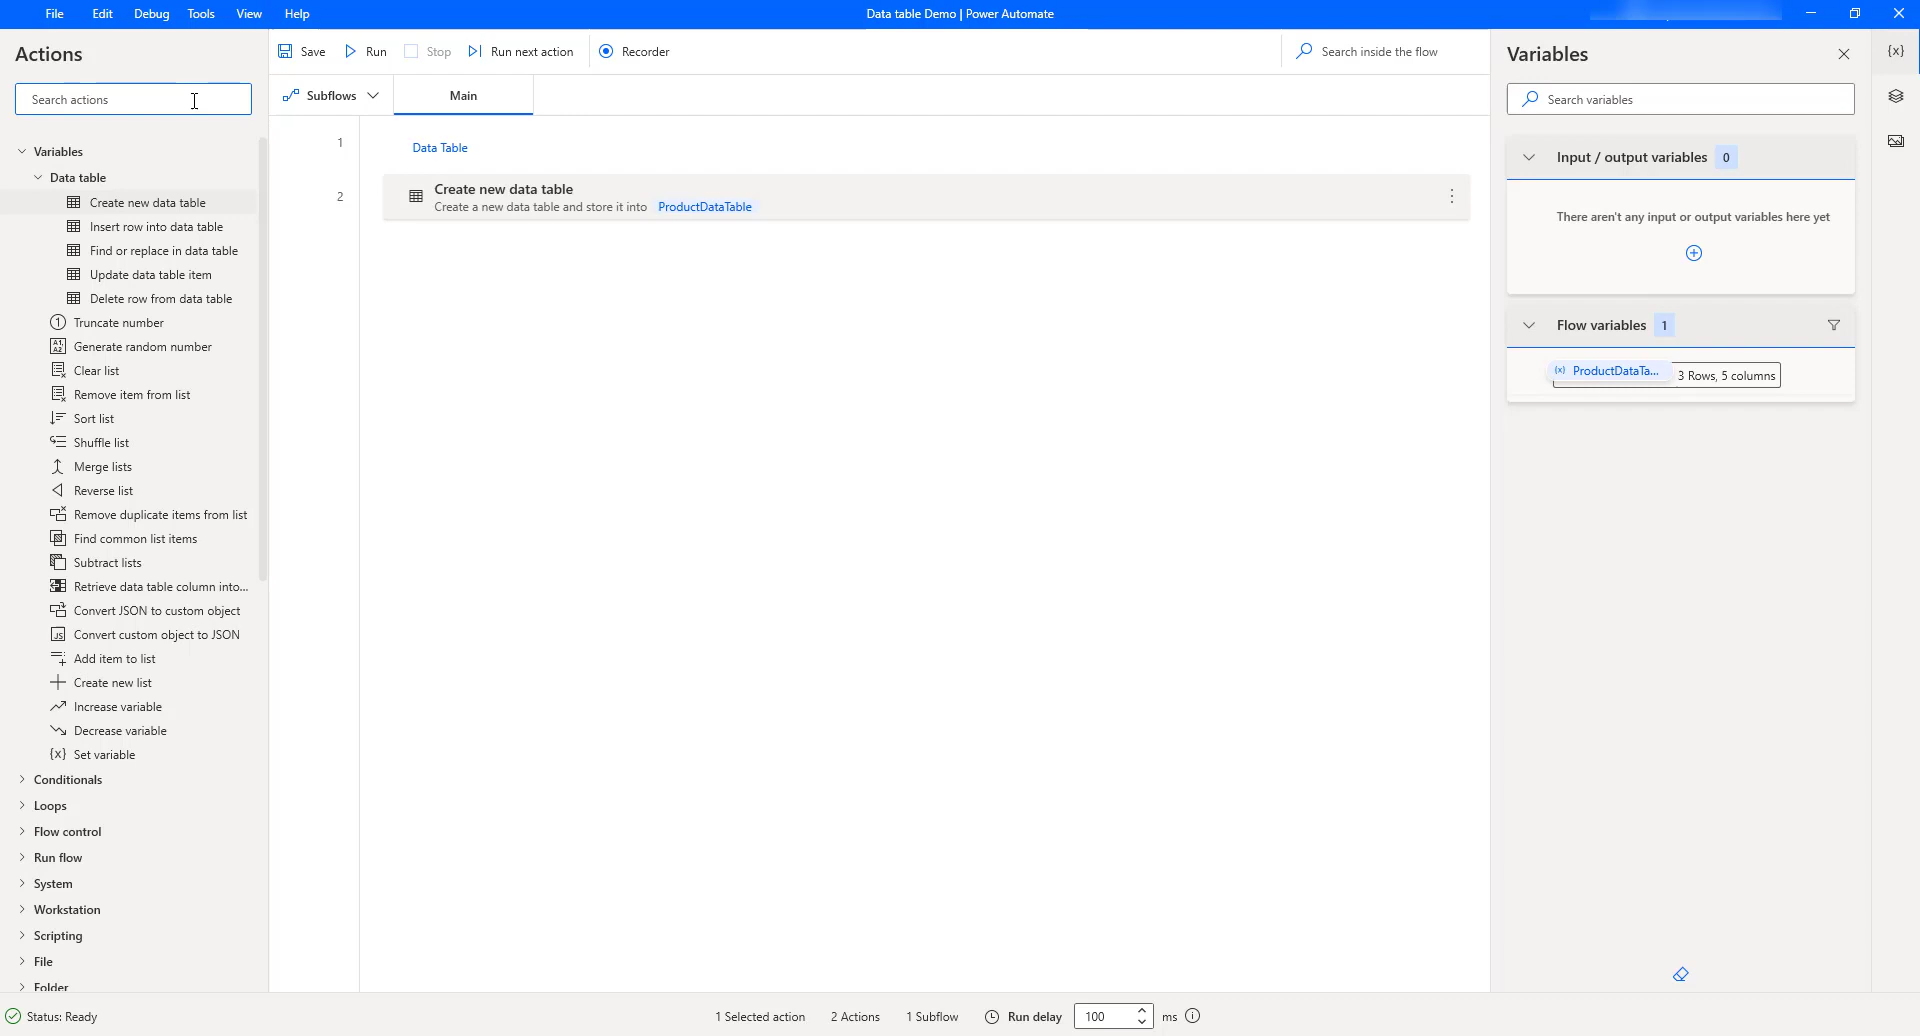 File Edit Debug Tools View Help
Data table Demo | Power Automate
Actions
Search actions
Variables
Data table
Create new data table
Insert row into data table
Find or replace in data table
Update data table item
Delete row from data table
Truncate number
Generate random number
Clear list
Remove item from list
Sort list
Shuffle list
Merge lists
Reverse list
Remove duplicate items from list
Find common list items
Subtract lists
Retrieve data table column into...
Convert JSON to custom object
Convert custom object to JSON
Add item to list
Create new list
Increase variable
Decrease variable
{x} Set variable
Conditionals
Loops
Flow control
Run flow
System
Workstation
Scripting
File
Folder
Save Run Stop Run next action Recorder
Search inside the flow
Subflows Main
1 Data Table
2 Create new data table
Create a new data table and store it into ProductDataTable
Variables
{x}
Search variables
Input / output variables 0
There aren't any input or output variables here yet
Flow variables 1
(x) ProductDataTa... 3 Rows, 5 columns
Status: Ready
1 Selected action 2 Actions 1 Subflow Run delay 100 ms